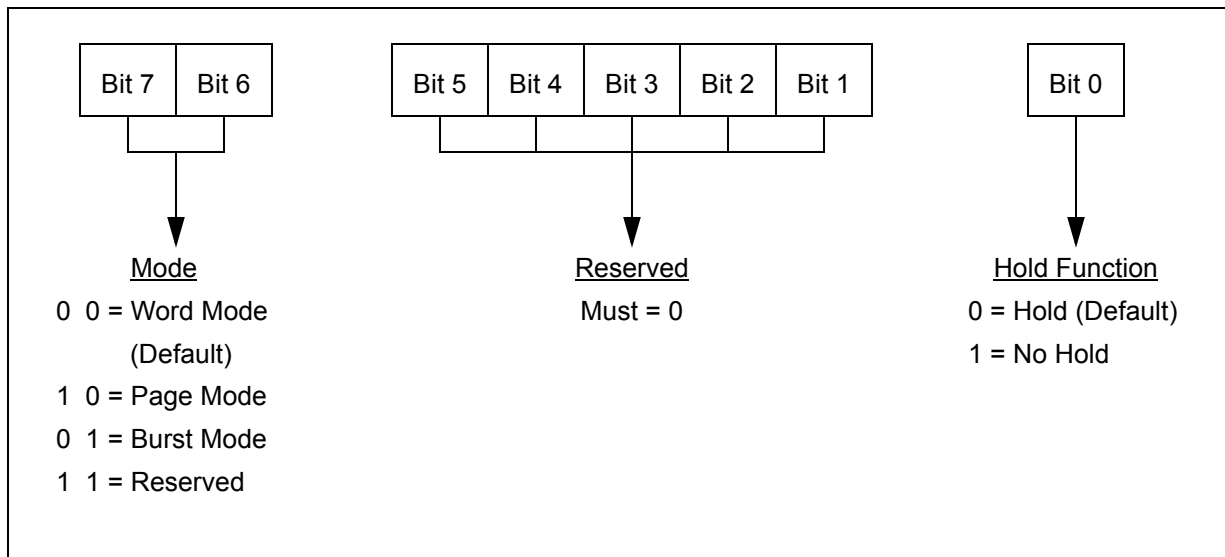 Bit 7 Bit 6 Bit 5 Bit 4 Bit 3 Bit 2 Bit 1 Bit 0
Mode
0 0 = Word Mode
(Default)
1 0 = Page Mode
0 1 = Burst Mode
1 1 = Reserved
Reserved
Must = 0
Hold Function
0 = Hold (Default)
1 = No Hold